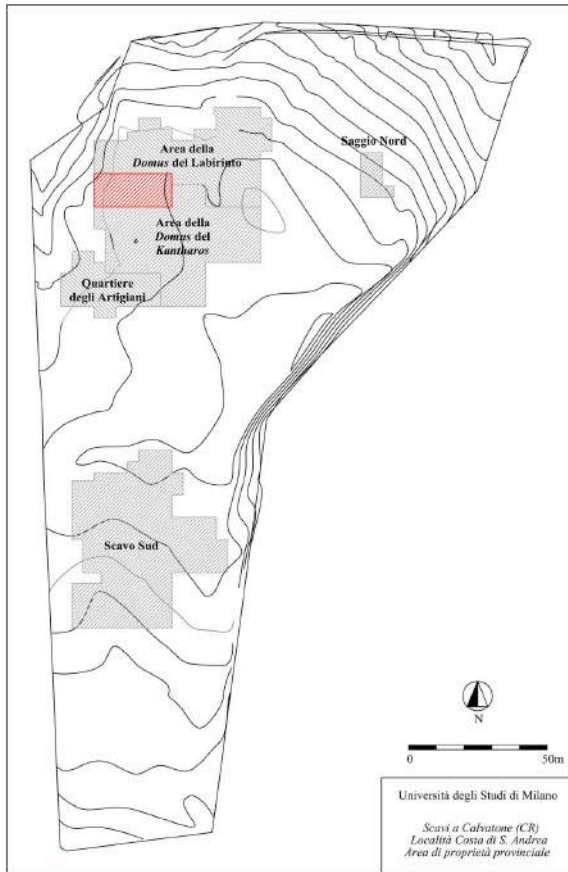 Area della
Domus del Labirinto
Saggio Nord
Area della
Domus del
Kantharos
Quartiere
degli Artigiani
Scavo Sud
N
0 50m
Università degli Studi di Milano
Scavi a Calvatone (CR)
Località Costa di S. Andrea
Area di proprietà provinciale